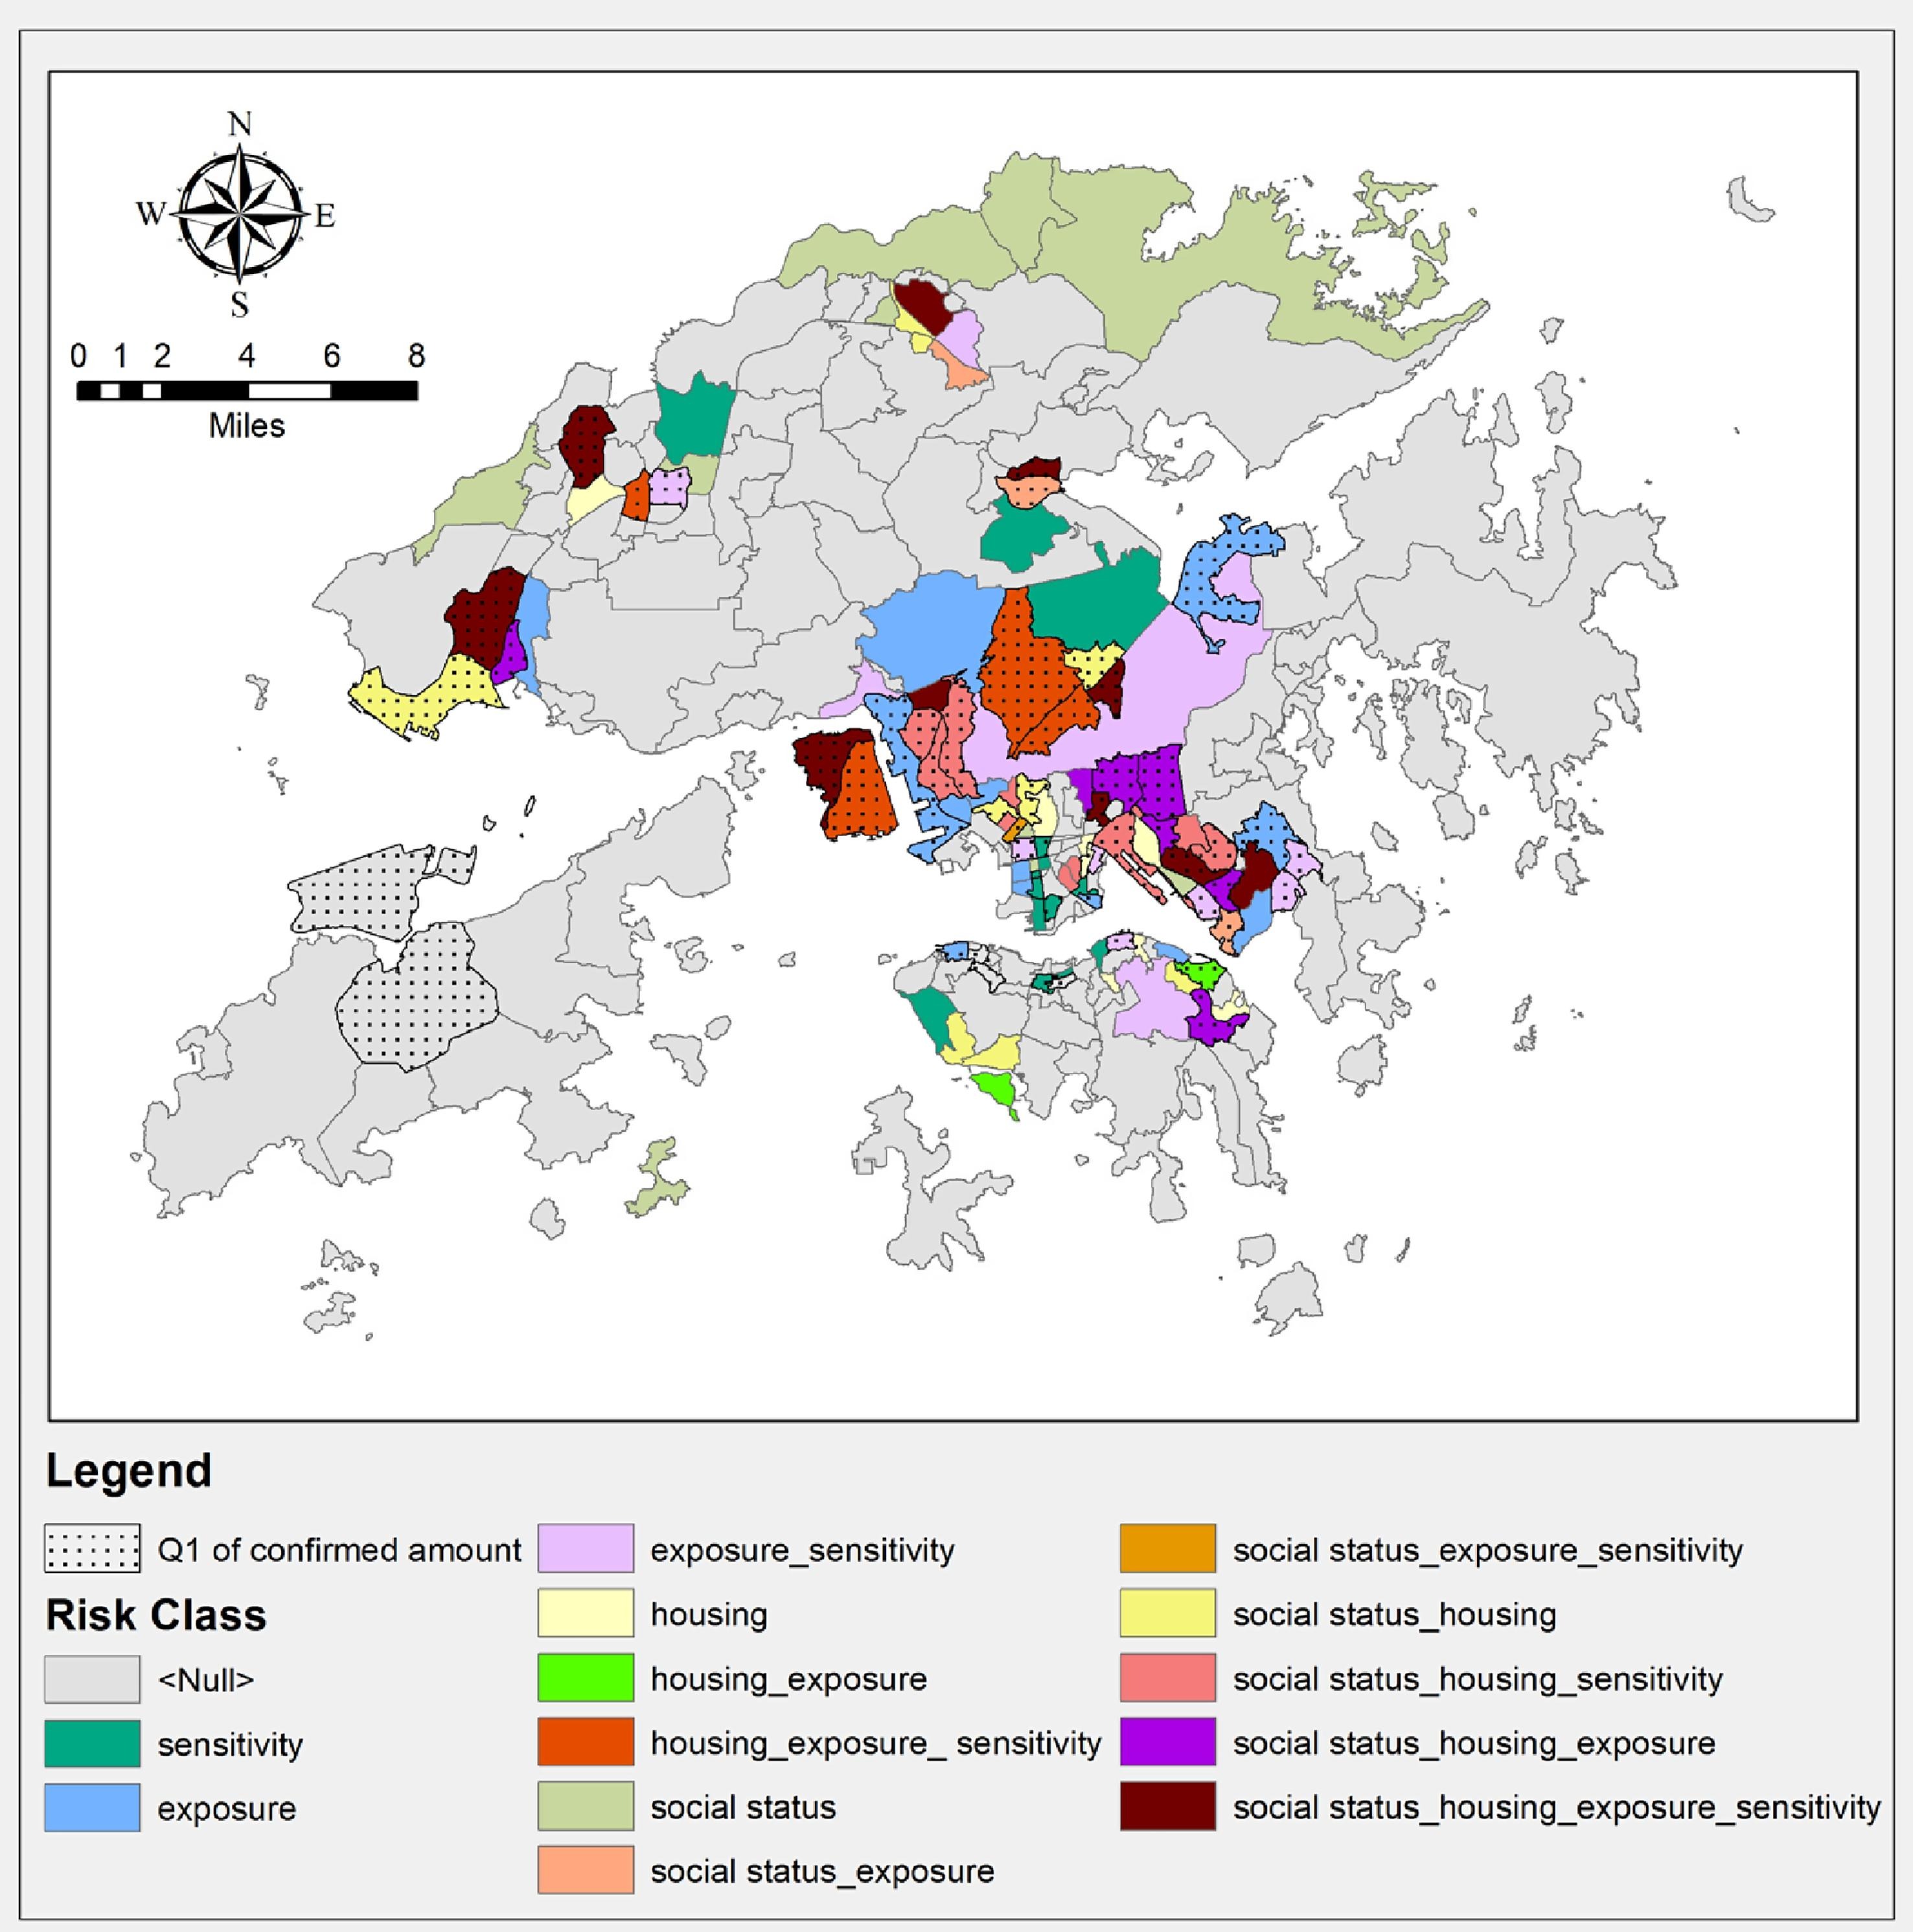 N
W E
S
0 1 2 4 6 8
Miles
Legend
Q1 of confirmed amount
Risk Class
<Null>
sensitivity
exposure
exposure_sensitivity
housing
housing_exposure
housing_exposure_ sensitivity
social status
social status_exposure
social status_exposure_sensitivity
social status_housing
social status_housing_sensitivity
social status_housing_exposure
social status_housing_exposure_sensitivity